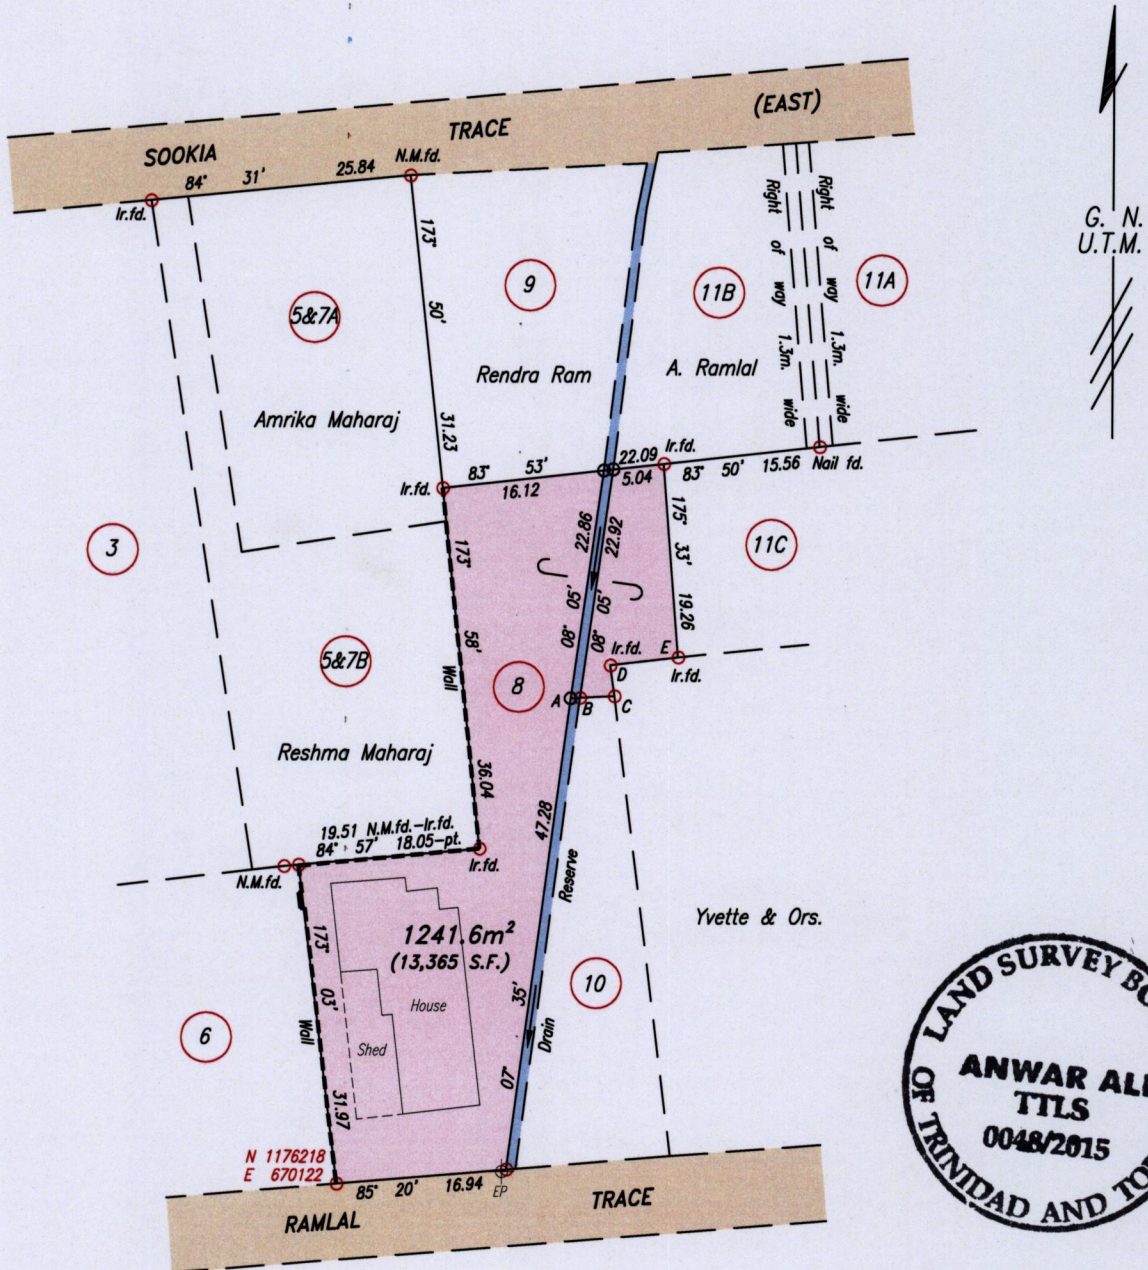 (EAST)
TRACE
SOOKIA
N.M.fd.
84° 31' 25.84
Ir.fd.
G. N.
U.T.M.
173° 50' 31.23
9
11B
11A
Right of way 1.3m. wide
Right of way 1.3m. wide
5&7A
Rendra Ram
A. Ramlal
Amrika Maharaj
22.09 Ir.fd.
83° 53'
16.12
5.04
83° 50' 15.56 Nail fd.
Ir.fd.
3
173° 58' 36.04
Wall
22.86
22.92
08° 05'
08° 05'
175° 33' 19.26
11C
5&7B
8
Ir.fd. E
D
Ir.fd.
A B C
Reshma Maharaj
19.51 N.M.fd.-Ir.fd.
84° 57' 18.05-pt.
Ir.fd.
N.M.fd.
07° 35' 47.28
Drain Reserve
Yvette & Ors.
1241.6m²
(13,365 S.F.)
House
Shed
10
6
173° 03' 31.97
Wall
N 1176218
E 670122
85° 20' 16.94
EP
RAMLAL
TRACE
LAND SURVEY BO
OF TRINIDAD AND TO
ANWAR ALI
TTLS
0048/2015